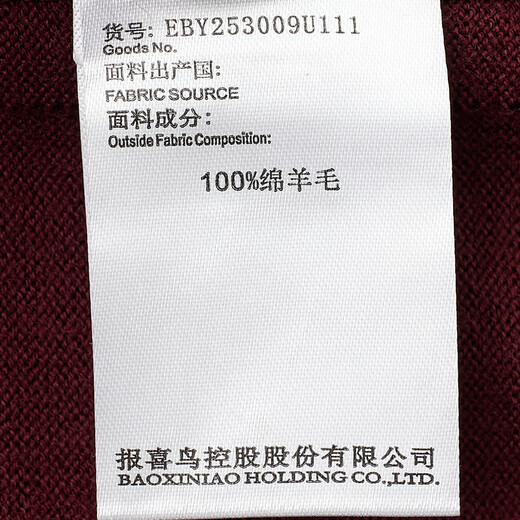 货号: EBY253009U111
Goods No.
面料出产国:
FABRIC SOURCE
面料成分:
Outside Fabric Composition:
100%绵羊毛
报喜鸟控股股份有限公司
BAOXINIAO HOLDING CO.,LTD.